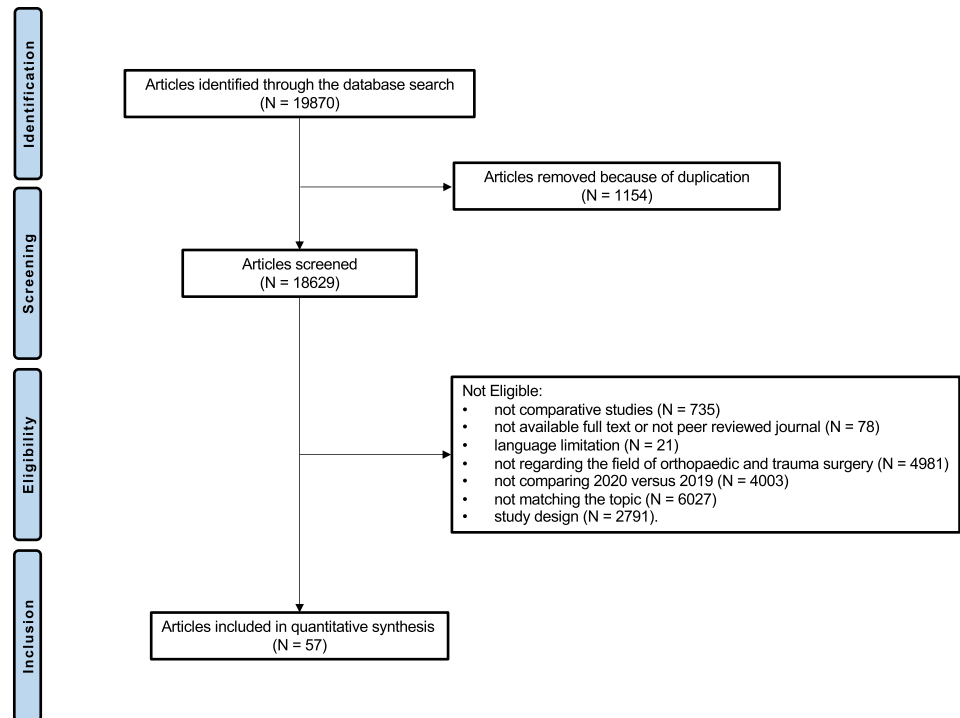 Identification
Articles identified through the database search
(N = 19870)
Articles removed because of duplication
(N = 1154)
Screening
Articles screened
(N = 18629)
Eligibility
Not Eligible:
• not comparative studies (N = 735)
• not available full text or not peer reviewed journal (N = 78)
• language limitation (N = 21)
• not regarding the field of orthopaedic and trauma surgery (N = 4981)
• not comparing 2020 versus 2019 (N = 4003)
• not matching the topic (N = 6027)
• study design (N = 2791).
Inclusion
Articles included in quantitative synthesis
(N = 57)